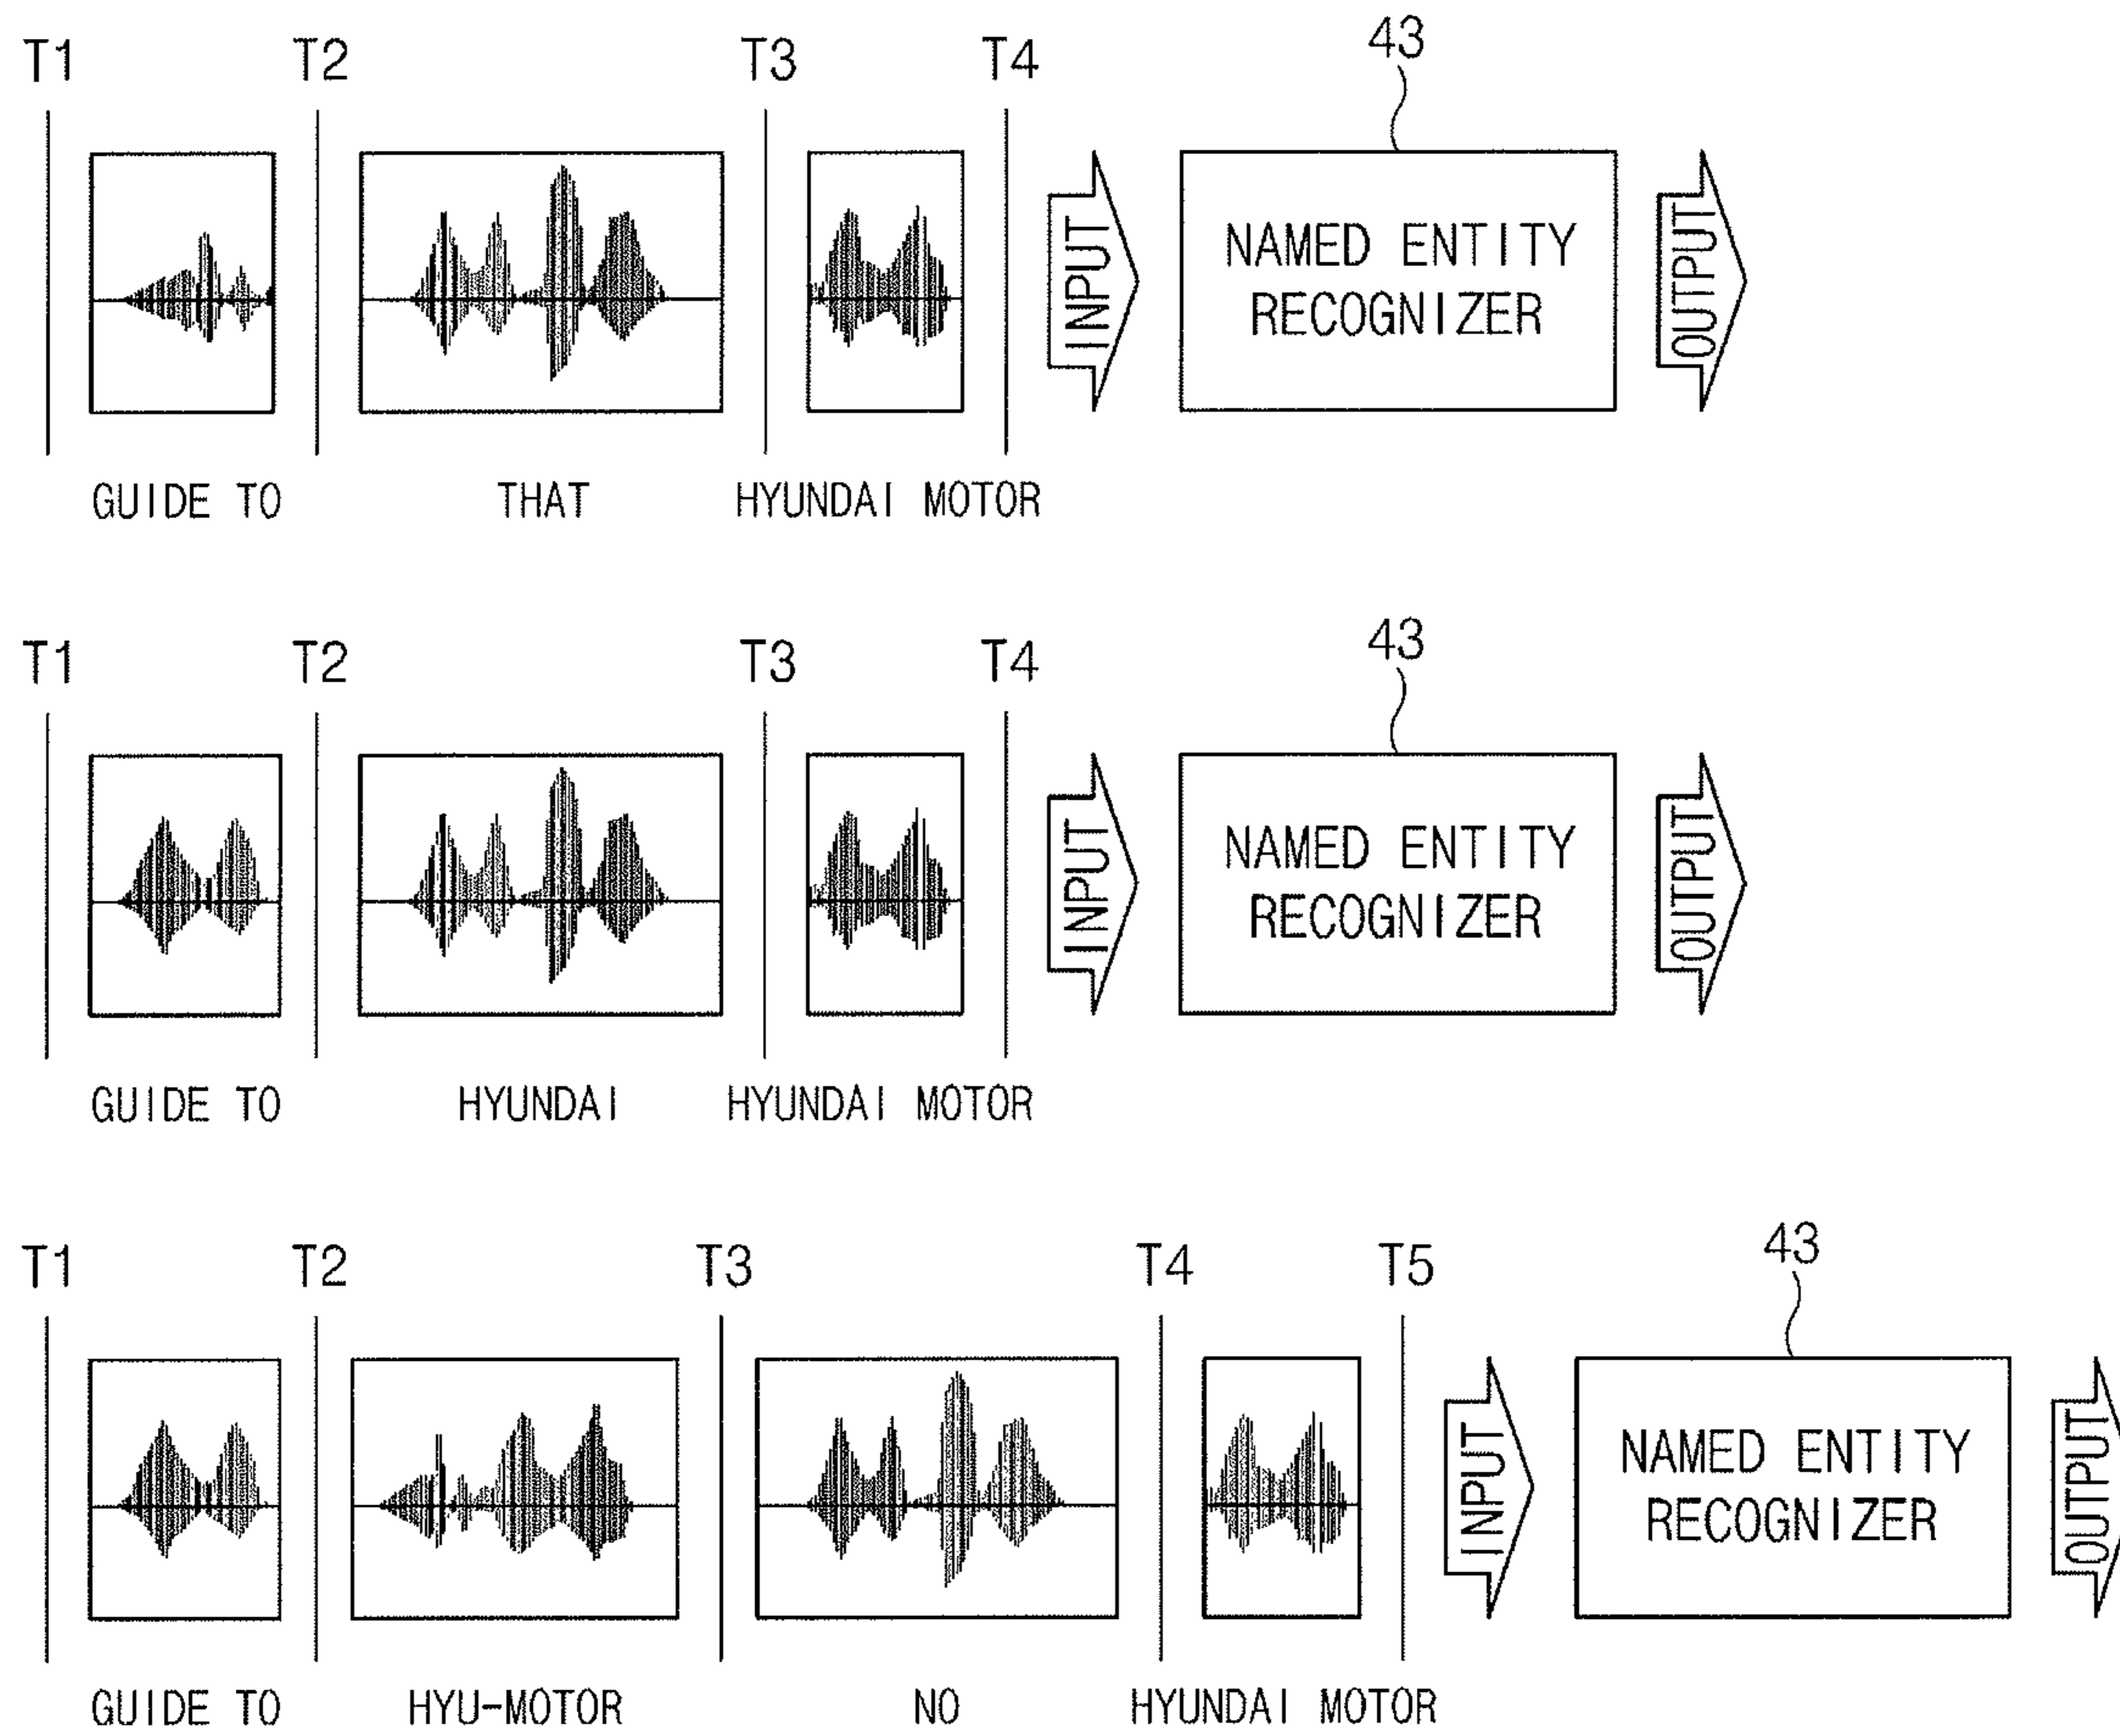 T1 T2 T3 T4 43
INPUT NAMED ENTITY RECOGNIZER OUTPUT
GUIDE TO THAT HYUNDAI MOTOR
T1 T2 T3 T4 43
INPUT NAMED ENTITY RECOGNIZER OUTPUT
GUIDE TO HYUNDAI HYUNDAI MOTOR
T1 T2 T3 T4 T5 43
INPUT NAMED ENTITY RECOGNIZER OUTPUT
GUIDE TO HYU-MOTOR NO HYUNDAI MOTOR